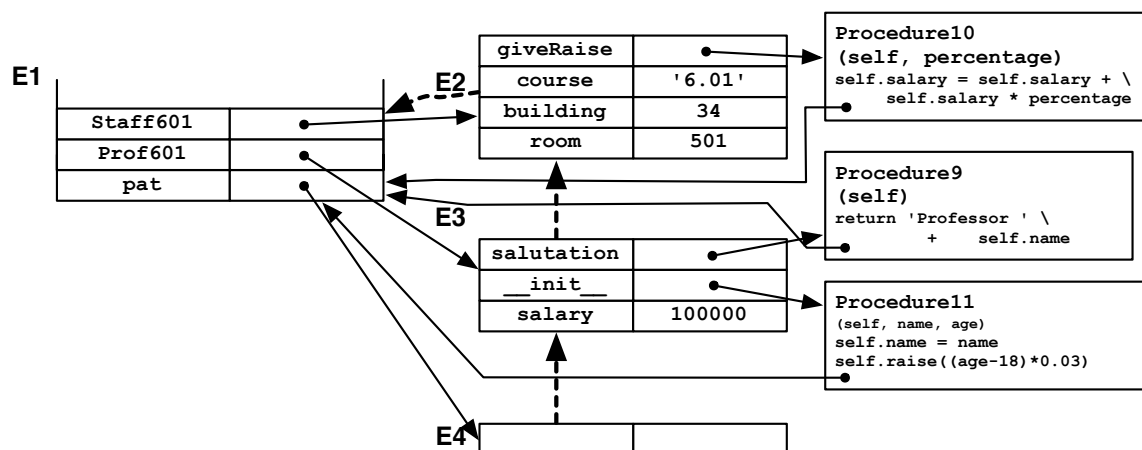 E1
Staff601
Prof601
pat
E2
giveRaise
course '6.01'
building 34
room 501
E3
salutation
__init__
salary 100000
E4
Procedure10
(self, percentage)
self.salary = self.salary + \
self.salary * percentage
Procedure9
(self)
return 'Professor ' \
+ self.name
Procedure11
(self, name, age)
self.name = name
self.raise((age-18)*0.03)